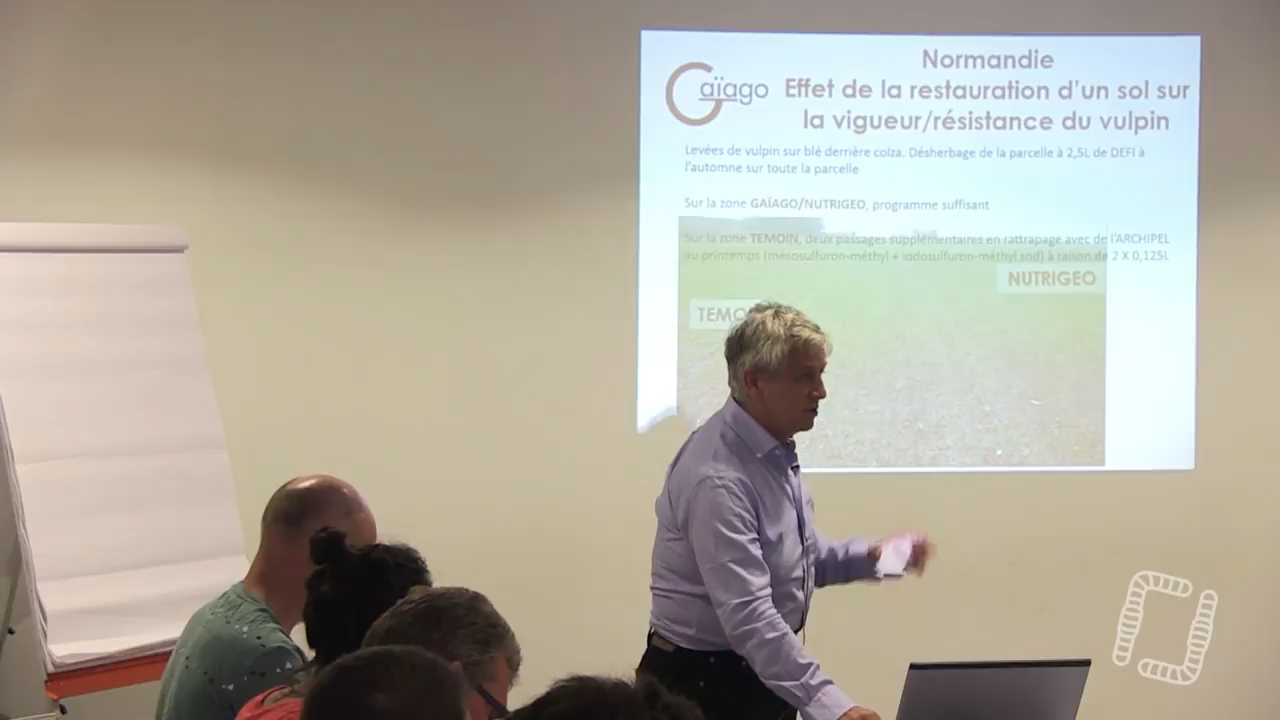 Gaïago
Normandie
Effet de la restauration d'un sol sur
la vigueur/résistance du vulpin
Levées de vulpin sur blé derrière colza. Désherbage de la parcelle à 2,5L de DEFI à
l'automne sur toute la parcelle
Sur la zone GAÏAGO/NUTRIGEO, programme suffisant
Sur la zone TEMOIN, deux passages supplémentaires en rattrapage avec de l'ARCHIPEL
au printemps (mésosulfuron-méthyl + iodosulfuron-méthyl sod) à raison de 2 X 0,125L
NUTRIGEO
TEMO